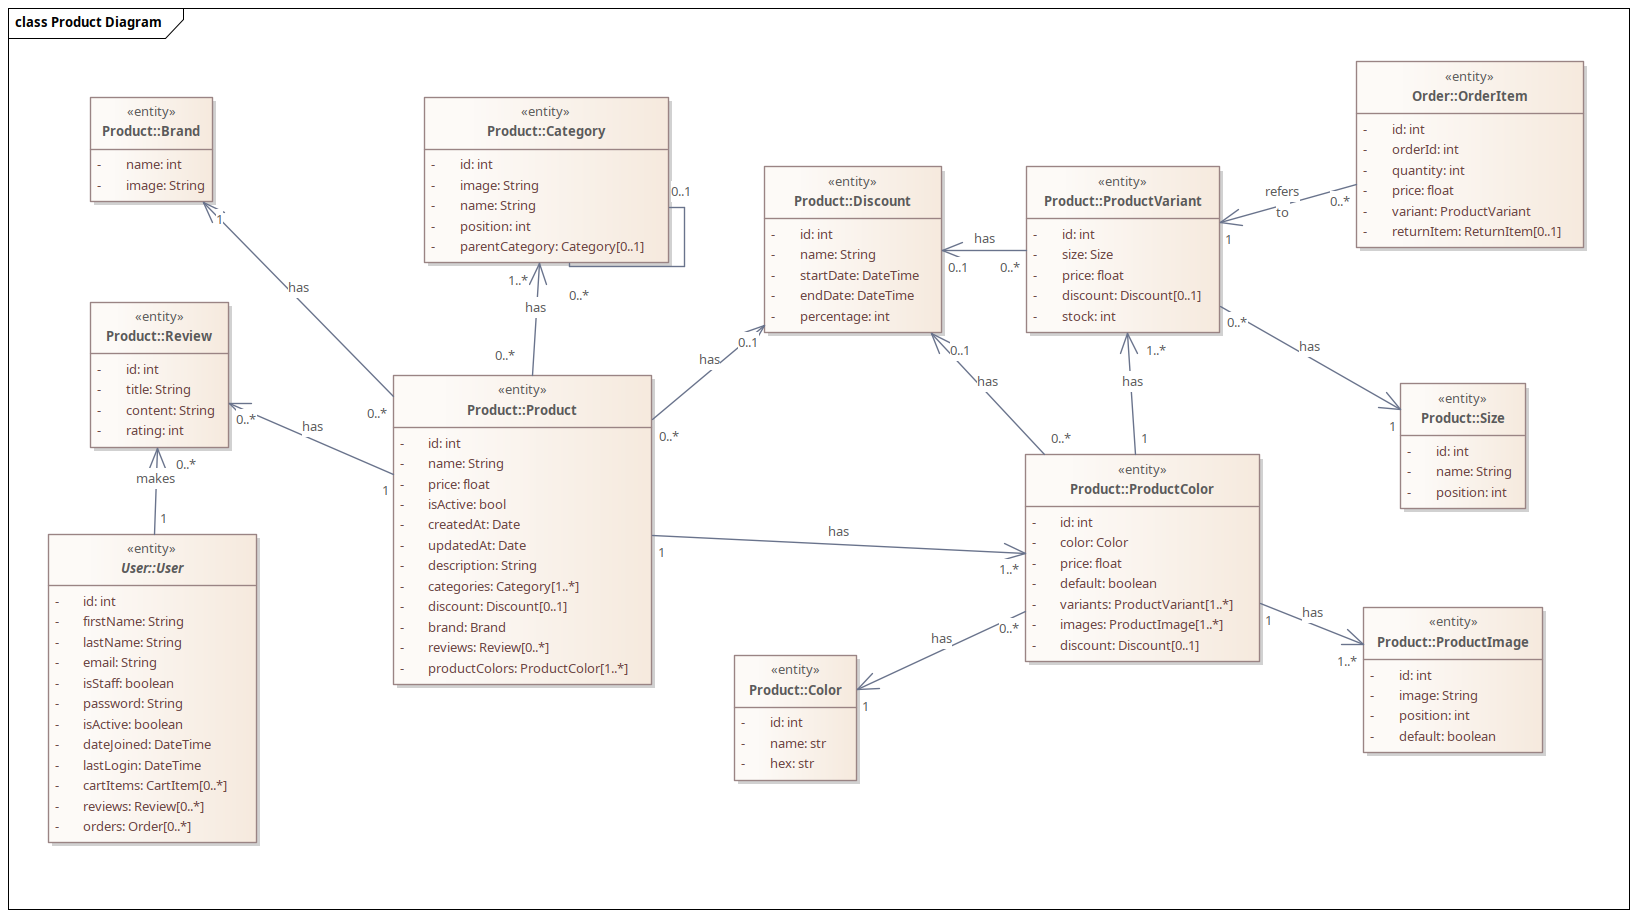 class Product Diagram
«entity»
Product::Brand
- name: int
- image: String
«entity»
Product::Category
- id: int
- image: String
- name: String
- position: int
- parentCategory: Category[0..1]
0..1
0..*
«entity»
Product::Discount
- id: int
- name: String
- startDate: DateTime
- endDate: DateTime
- percentage: int
«entity»
Product::ProductVariant
- id: int
- size: Size
- price: float
- discount: Discount[0..1]
- stock: int
«entity»
Order::OrderItem
- id: int
- orderId: int
- quantity: int
- price: float
- variant: ProductVariant
- returnItem: ReturnItem[0..1]
refers
to
0..*
1
has
0..1
0..*
1
has
0..*
1..*
has
0..*
«entity»
Product::Review
- id: int
- title: String
- content: String
- rating: int
0..*
has
1
0..*
makes
1
0..1
has
0..*
0..1
has
0..*
1..*
has
1
0..*
has
1
«entity»
Product::Size
- id: int
- name: String
- position: int
«entity»
Product::Product
- id: int
- name: String
- price: float
- isActive: bool
- createdAt: Date
- updatedAt: Date
- description: String
- categories: Category[1..*]
- discount: Discount[0..1]
- brand: Brand
- reviews: Review[0..*]
- productColors: ProductColor[1..*]
«entity»
Product::ProductColor
- id: int
- color: Color
- price: float
- default: boolean
- variants: ProductVariant[1..*]
- images: ProductImage[1..*]
- discount: Discount[0..1]
has
1
1..*
«entity»
User::User
- id: int
- firstName: String
- lastName: String
- email: String
- isStaff: boolean
- password: String
- isActive: boolean
- dateJoined: DateTime
- lastLogin: DateTime
- cartItems: CartItem[0..*]
- reviews: Review[0..*]
- orders: Order[0..*]
0..*
has
1
has
1
1..*
«entity»
Product::Color
- id: int
- name: str
- hex: str
«entity»
Product::ProductImage
- id: int
- image: String
- position: int
- default: boolean